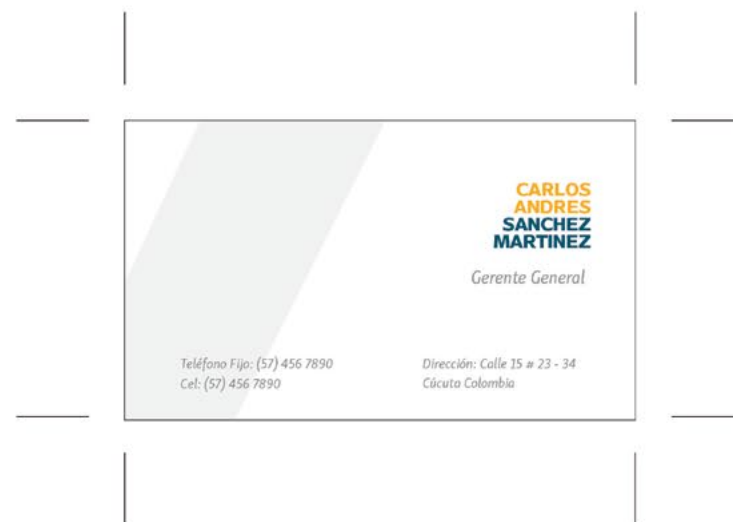 CARLOS
ANDRES
SANCHEZ
MARTINEZ
Gerente General
Teléfono Fijo: (57) 456 7890
Cel: (57) 456 7890
Dirección: Calle 15 # 23 - 34
Cúcuta Colombia